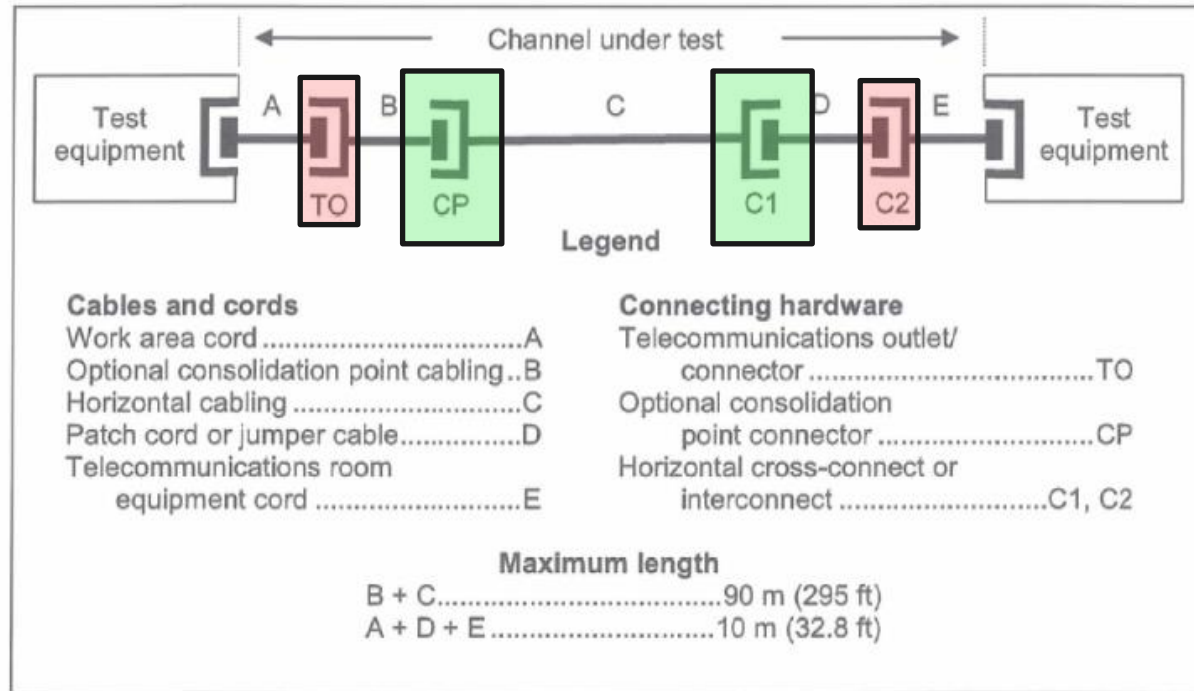 Channel under test
Test equipment
A
B
C
D
E
Test equipment
TO
CP
C1
C2
Legend
Cables and cords
Work area cord ..................................A
Optional consolidation point cabling..B
Horizontal cabling ..............................C
Patch cord or jumper cable................D
Telecommunications room
equipment cord ...........................E
Connecting hardware
Telecommunications outlet/
connector ....................................TO
Optional consolidation
point connector ............................CP
Horizontal cross-connect or
interconnect ..........................C1, C2
Maximum length
B + C.....................................90 m (295 ft)
A + D + E .............................10 m (32.8 ft)